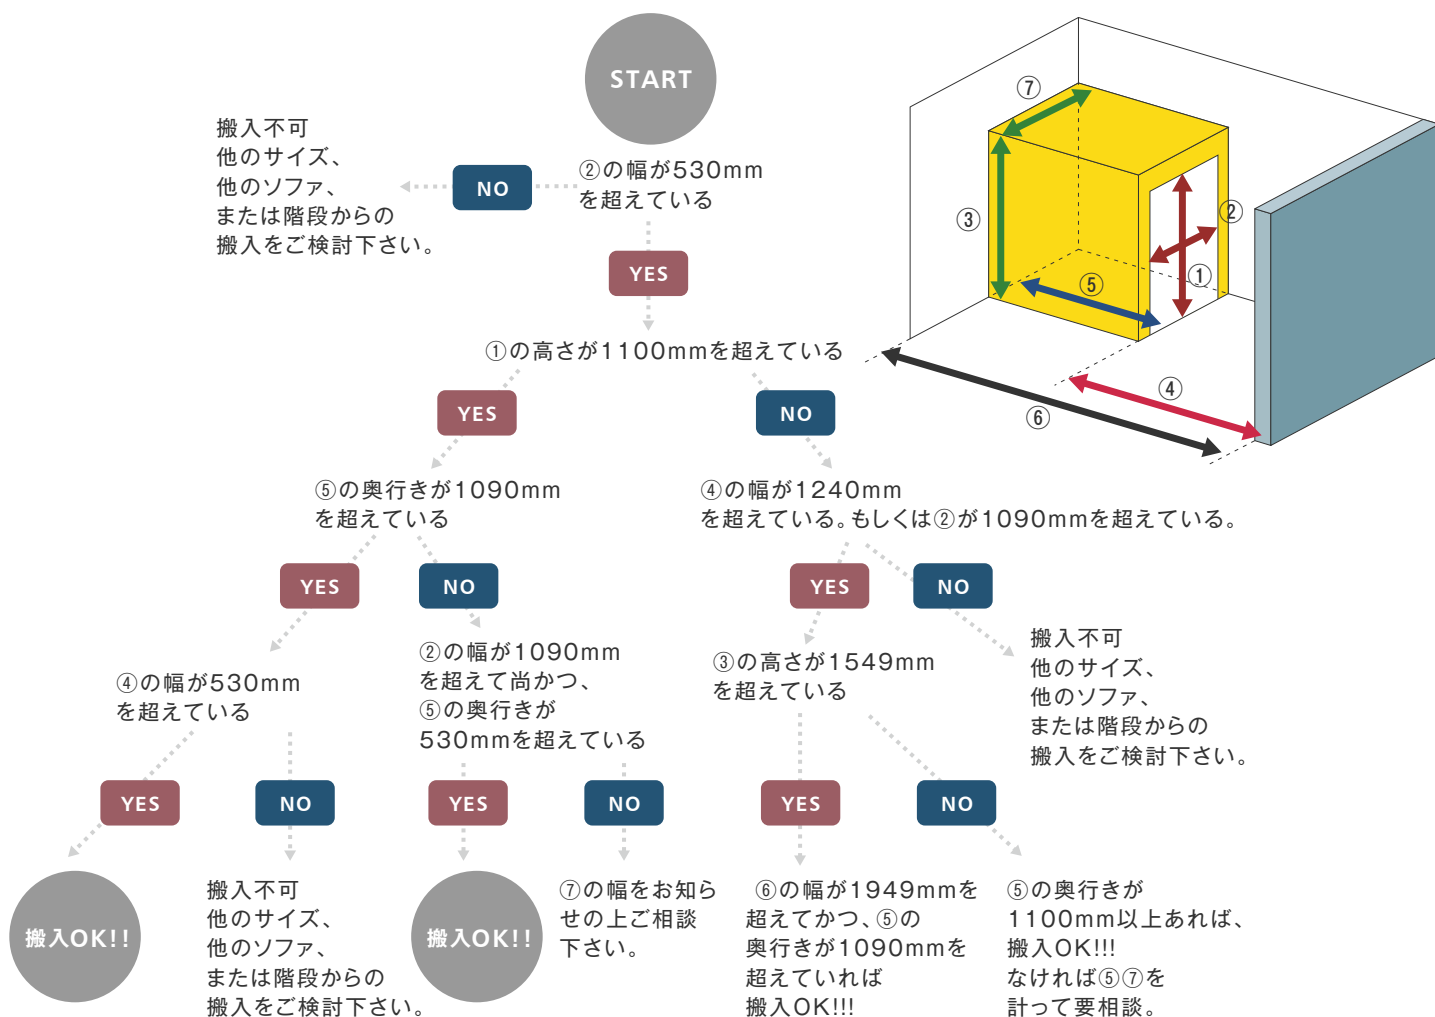 START
②の幅が530mm
を超えている
NO
搬入不可
他のサイズ、
他のソファ、
または階段からの
搬入をご検討下さい。
YES
①の高さが1100mmを超えている
YES
NO
⑤の奥行きが1090mm
を超えている
④の幅が1240mm
を超えている。もしくは②が1090mmを超えている。
YES
NO
YES
NO
④の幅が530mm
を超えている
②の幅が1090mm
を超えて尚かつ、
⑤の奥行きが
530mmを超えている
③の高さが1549mm
を超えている
搬入不可
他のサイズ、
他のソファ、
または階段からの
搬入をご検討下さい。
YES
NO
YES
NO
YES
NO
搬入OK!!
搬入不可
他のサイズ、
他のソファ、
または階段からの
搬入をご検討下さい。
搬入OK!!
⑦の幅をお知ら
せの上ご相談
下さい。
⑥の幅が1949mmを
超えてかつ、⑤の
奥行きが1090mmを
超えていれば
搬入OK!!!
⑤の奥行きが
1100mm以上あれば、
搬入OK!!!
なければ⑤⑦を
計って要相談。
⑦
③
②
①
⑤
④
⑥